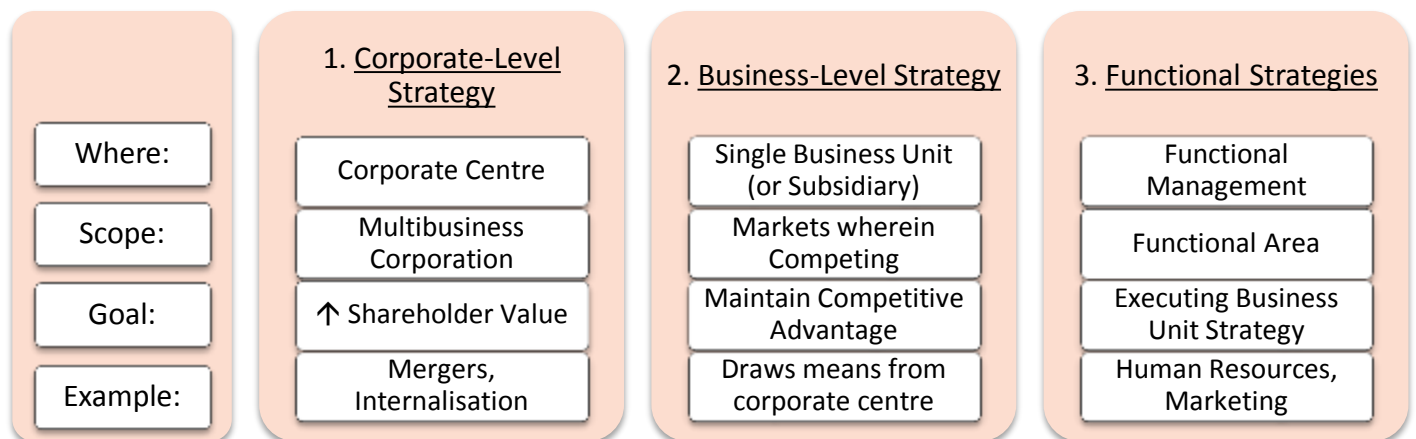 Where:
Scope:
Goal:
Example:
1. Corporate-Level
Strategy
Corporate Centre
Multibusiness
Corporation
↑ Shareholder Value
Mergers,
Internalisation
2. Business-Level Strategy
Single Business Unit
(or Subsidiary)
Markets wherein
Competing
Maintain Competitive
Advantage
Draws means from
corporate centre
3. Functional Strategies
Functional
Management
Functional Area
Executing Business
Unit Strategy
Human Resources,
Marketing